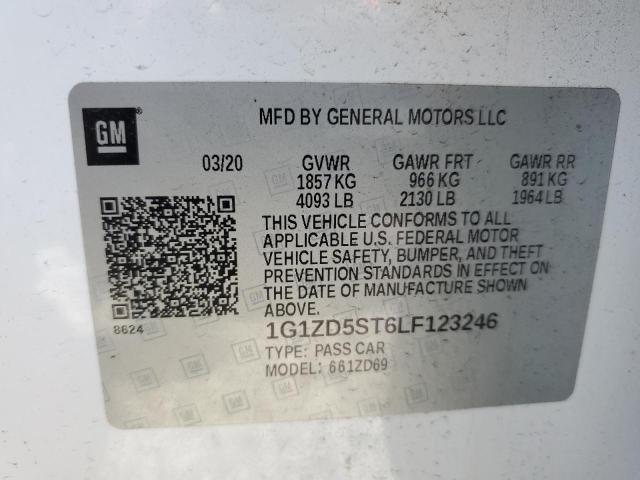 GM
MFD BY GENERAL MOTORS LLC
03/20 GVWR GAWR FRT GAWR RR
1857 KG 966 KG 891 KG
4093 LB 2130 LB 1964 LB
THIS VEHICLE CONFORMS TO ALL
APPLICABLE U.S. FEDERAL MOTOR
VEHICLE SAFETY, BUMPER, AND THEFT
PREVENTION STANDARDS IN EFFECT ON
THE DATE OF MANUFACTURE SHOWN
ABOVE.
8624
1G1ZD5ST6LF123246
TYPE: PASS CAR
MODEL: 661ZD69